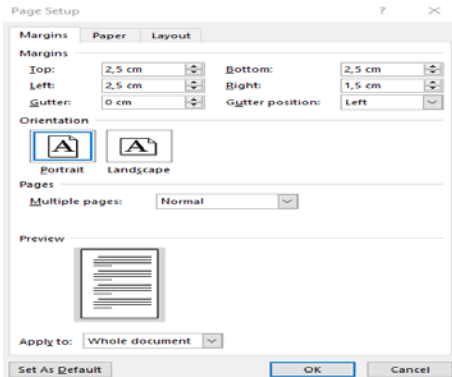 Page Setup ? ×
Margins Paper Layout
Margins
Top: 2,5 cm Bottom: 2,5 cm
Left: 2,5 cm Right: 1,5 cm
Gutter: 0 cm Gutter position: Left
Orientation
A A
Portrait Landscape
Pages
Multiple pages: Normal
Preview
Apply to: Whole document
Set As Default OK Cancel